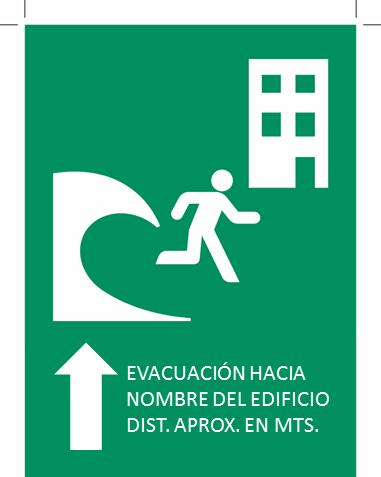 EVACUACIÓN HACIA
NOMBRE DEL EDIFICIO
DIST. APROX. EN MTS.